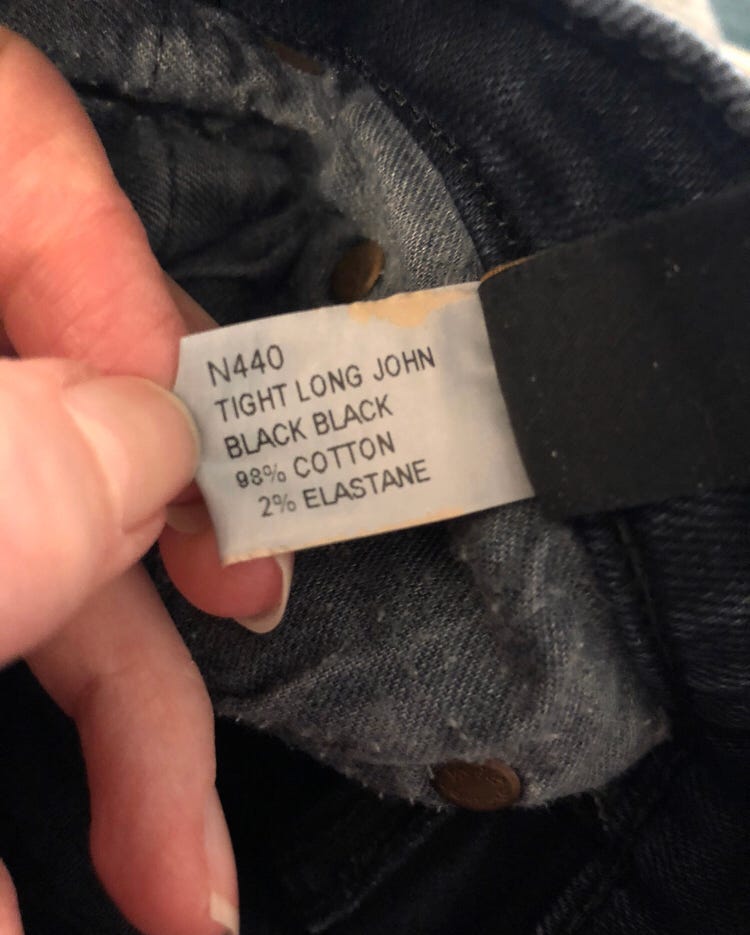 N440
TIGHT LONG JOHN
BLACK BLACK
98% COTTON
2% ELASTANE